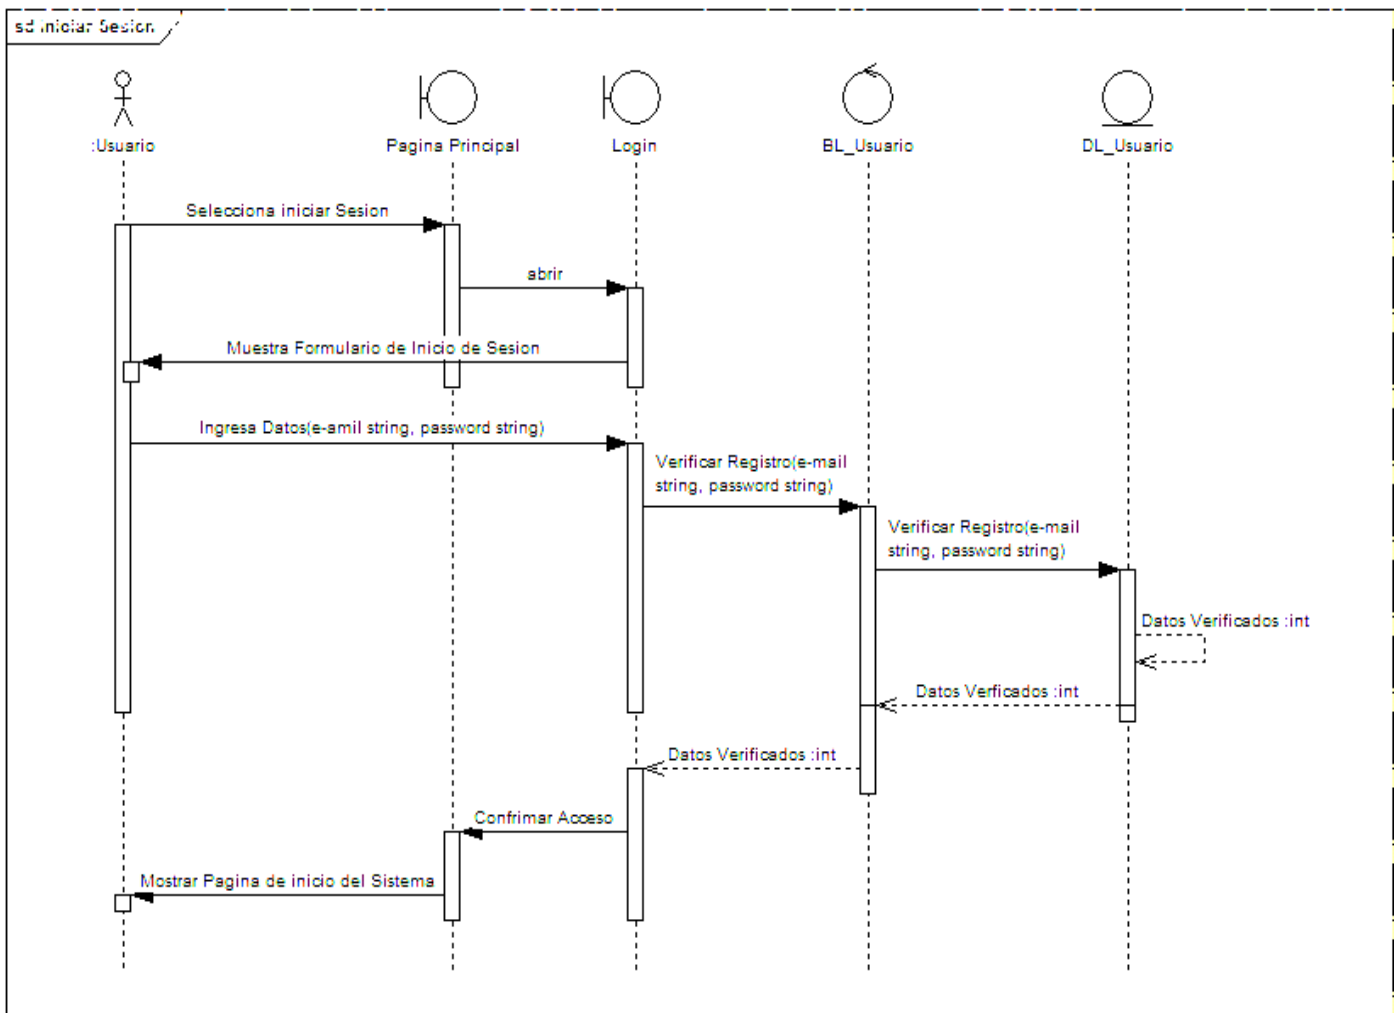 sd Iniciar Sesion
:Usuario
Pagina Principal
Login
BL_Usuario
DL_Usuario
Selecciona iniciar Sesion
abrir
Muestra Formulario de Inicio de Sesion
Ingresa Datos(e-amil string, password string)
Verificar Registro(e-mail
string, password string)
Verificar Registro(e-mail
string, password string)
Datos Verificados :int
Datos Verficados :int
Datos Verificados :int
Confrimar Acceso
Mostrar Pagina de inicio del Sistema